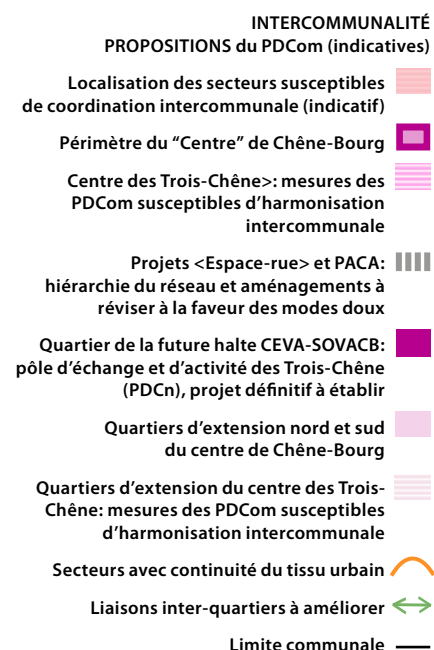 INTERCOMMUNALITÉ
PROPOSITIONS du PDCom (indicatives)
Localisation des secteurs susceptibles
de coordination intercommunale (indicatif)
Périmètre du “Centre” de Chêne-Bourg
Centre des Trois-Chêne>: mesures des
PDCom susceptibles d’harmonisation
intercommunale
Projets <Espace-rue> et PACA:
hiérarchie du réseau et aménagements à
réviser à la faveur des modes doux
Quartier de la future halte CEVA-SOVACB:
pôle d’échange et d’activité des Trois-Chêne
(PDCn), projet définitif à établir
Quartiers d’extension nord et sud
du centre de Chêne-Bourg
Quartiers d’extension du centre des Trois-
Chêne: mesures des PDCom susceptibles
d’harmonisation intercommunale
Secteurs avec continuité du tissu urbain
Liaisons inter-quartiers à améliorer
Limite communale